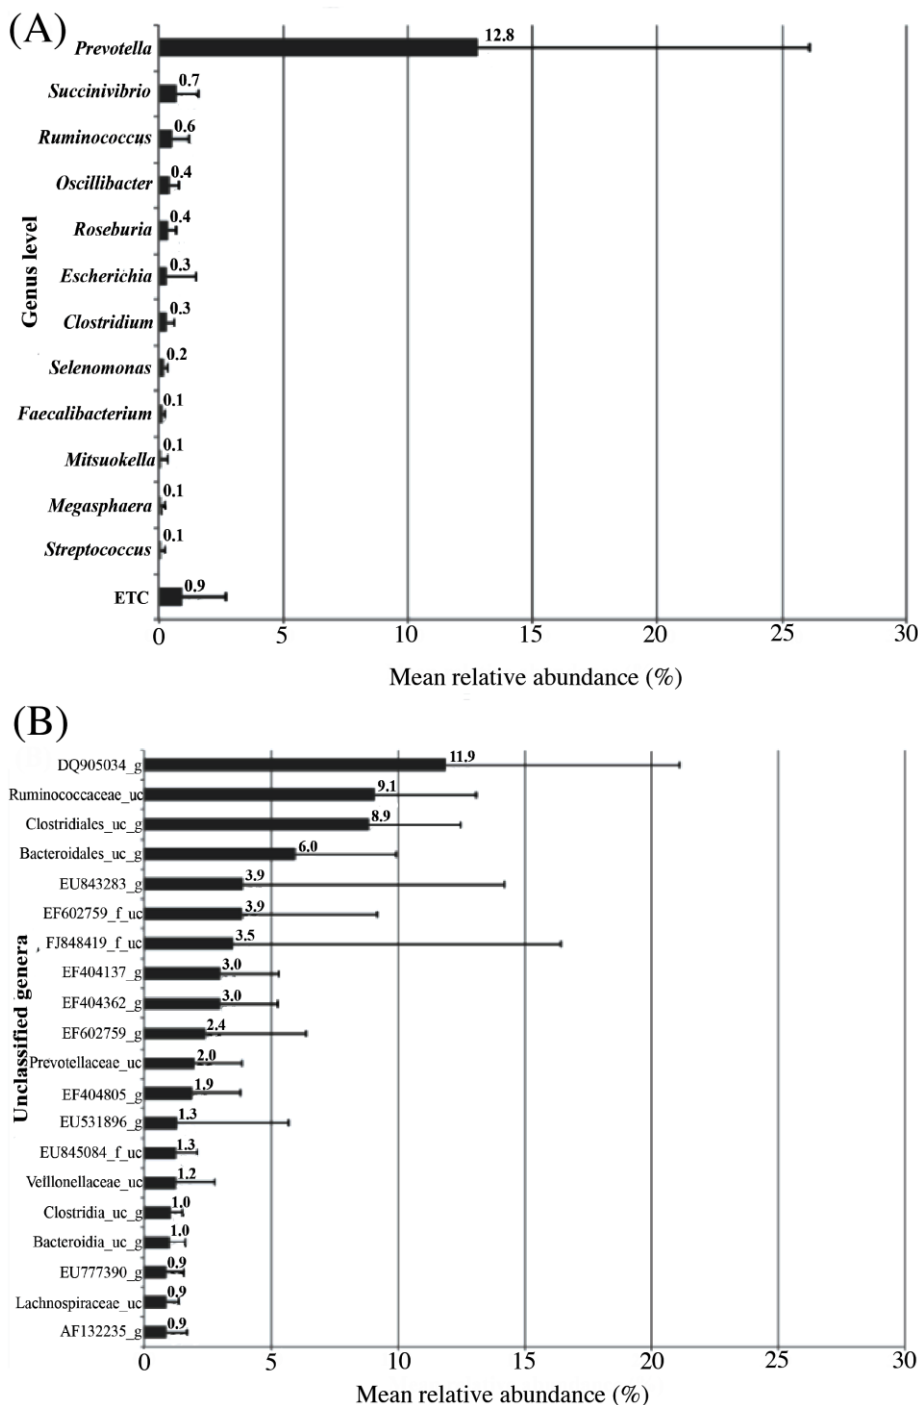 (A)
Genus level
Prevotella 12.8
Succinivibrio 0.7
Ruminococcus 0.6
Oscillibacter 0.4
Roseburia 0.4
Escherichia 0.3
Clostridium 0.3
Selenomonas 0.2
Faecalibacterium 0.1
Mitsuokella 0.1
Megasphaera 0.1
Streptococcus 0.1
ETC 0.9
0 5 10 15 20 25 30
Mean relative abundance (%)
(B)
Unclassified genera
DQ905034_g 11.9
Ruminococcaceae_uc 9.1
Clostridiales_uc_g 8.9
Bacteroidales_uc_g 6.0
EU843283_g 3.9
EF602759_f_uc 3.9
FJ848419_f_uc 3.5
EF404137_g 3.0
EF404362_g 3.0
EF602759_g 2.4
Prevotellaceae_uc 2.0
EF404805_g 1.9
EU531896_g 1.3
EU845084_f_uc 1.3
Veillonellaceae_uc 1.2
Clostridia_uc_g 1.0
Bacteroidia_uc_g 1.0
EU777390_g 0.9
Lachnospiraceae_uc 0.9
AF132235_g 0.9
0 5 10 15 20 25 30
Mean relative abundance (%)